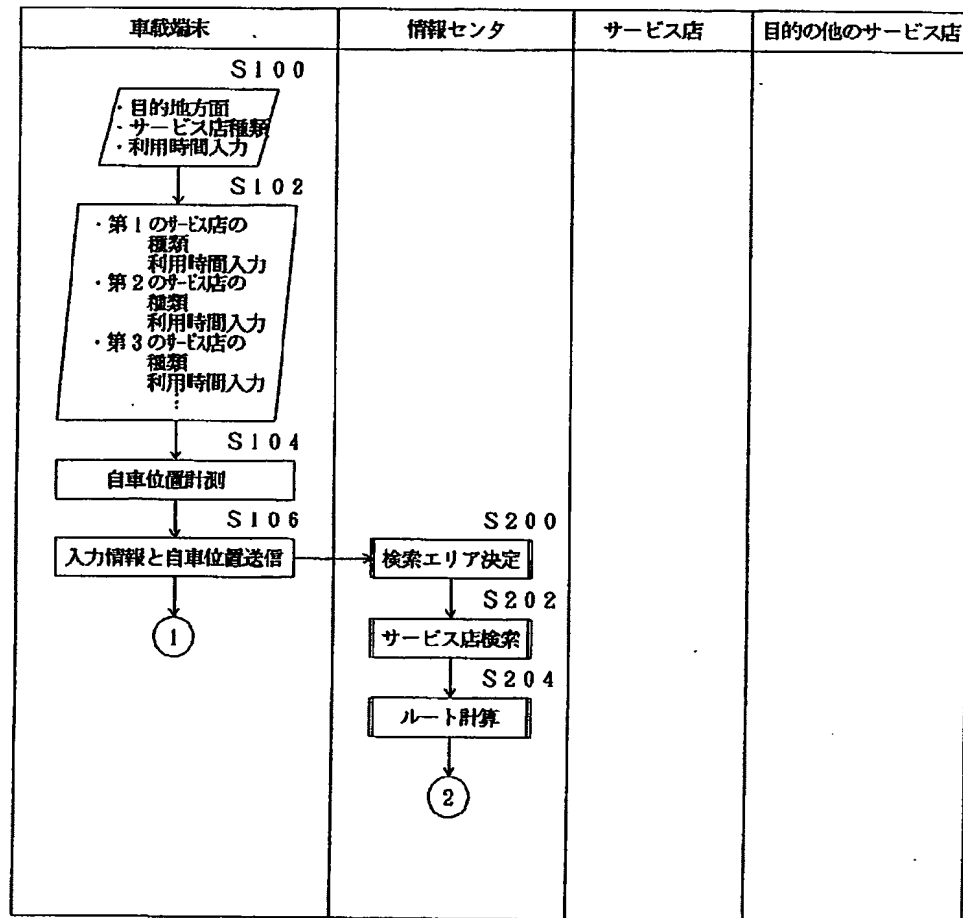 車載端末
情報センタ
サービス店
目的の他のサービス店
S100
・目的地方面
・サービス店種類
・利用時間入力
S102
・第1のサービス店の
種類
利用時間入力
・第2のサービス店の
種類
利用時間入力
・第3のサービス店の
種類
利用時間入力
⋮
S104
自車位置計測
S106
入力情報と自車位置送信
1
S200
検索エリア決定
S202
サービス店検索
S204
ルート計算
2